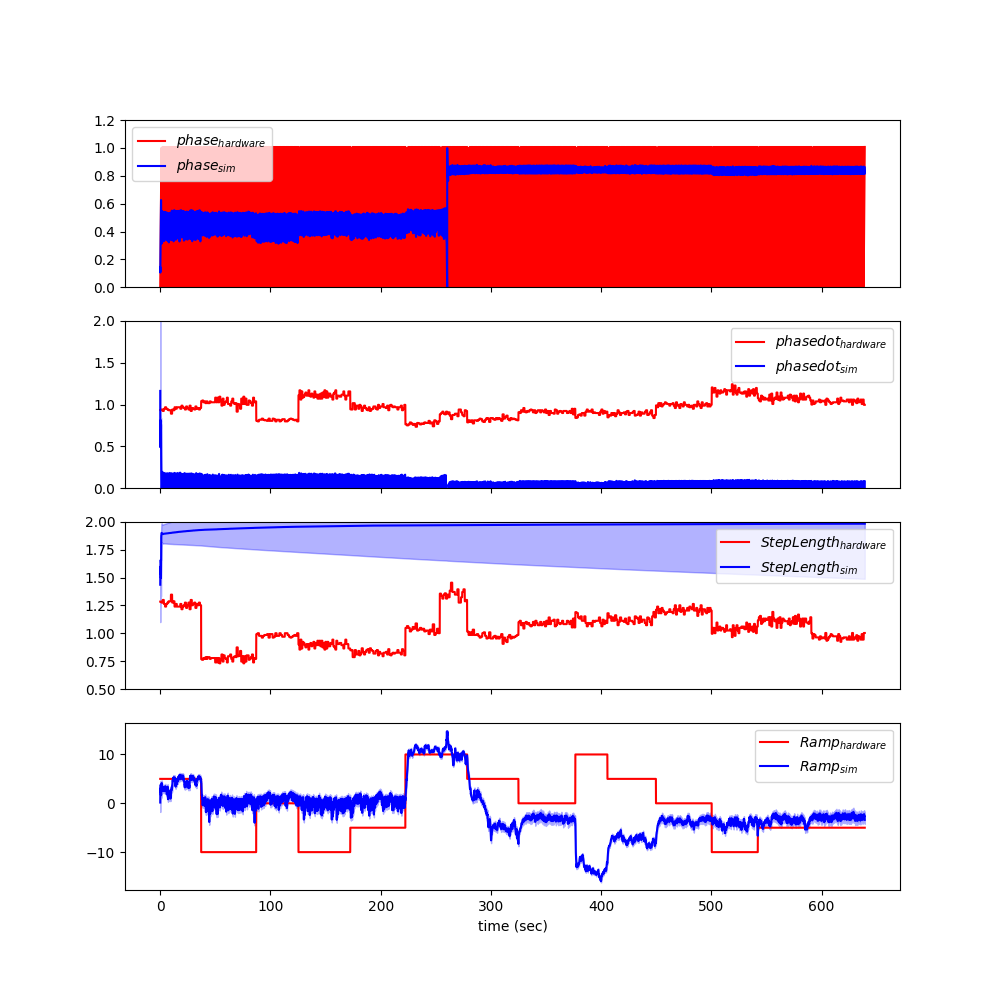 1.2
1.0
0.8
0.6
0.4
0.2
0.0
phase_hardware
phase_sim
2.0
1.5
1.0
0.5
0.0
phasedot_hardware
phasedot_sim
2.00
1.75
1.50
1.25
1.00
0.75
0.50
StepLength_hardware
StepLength_sim
10
0
−10
Ramp_hardware
Ramp_sim
0 100 200 300 400 500 600
time (sec)